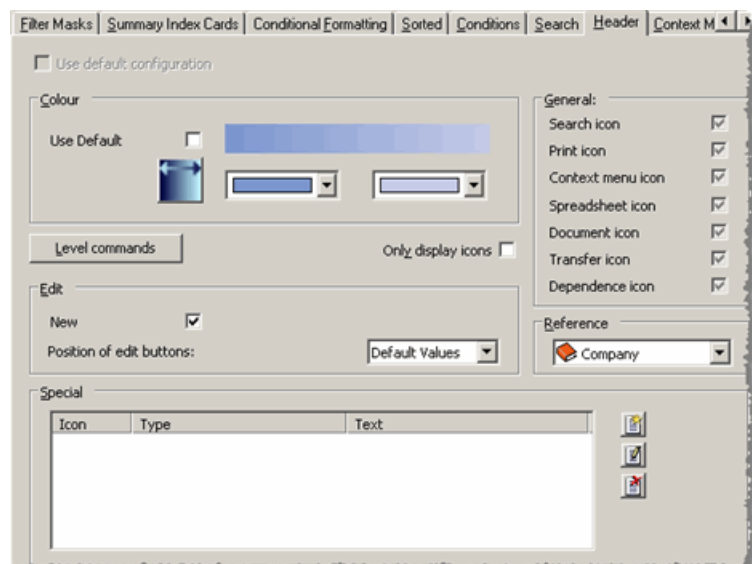 Filter Masks Summary Index Cards Conditional Formatting Sorted Conditions Search Header Context M
Use default configuration
Colour
Use Default
Level commands
Only display icons
Edit
New
Position of edit buttons: Default Values
General:
Search icon
Print icon
Context menu icon
Spreadsheet icon
Document icon
Transfer icon
Dependence icon
Reference
Company
Special
Icon Type Text